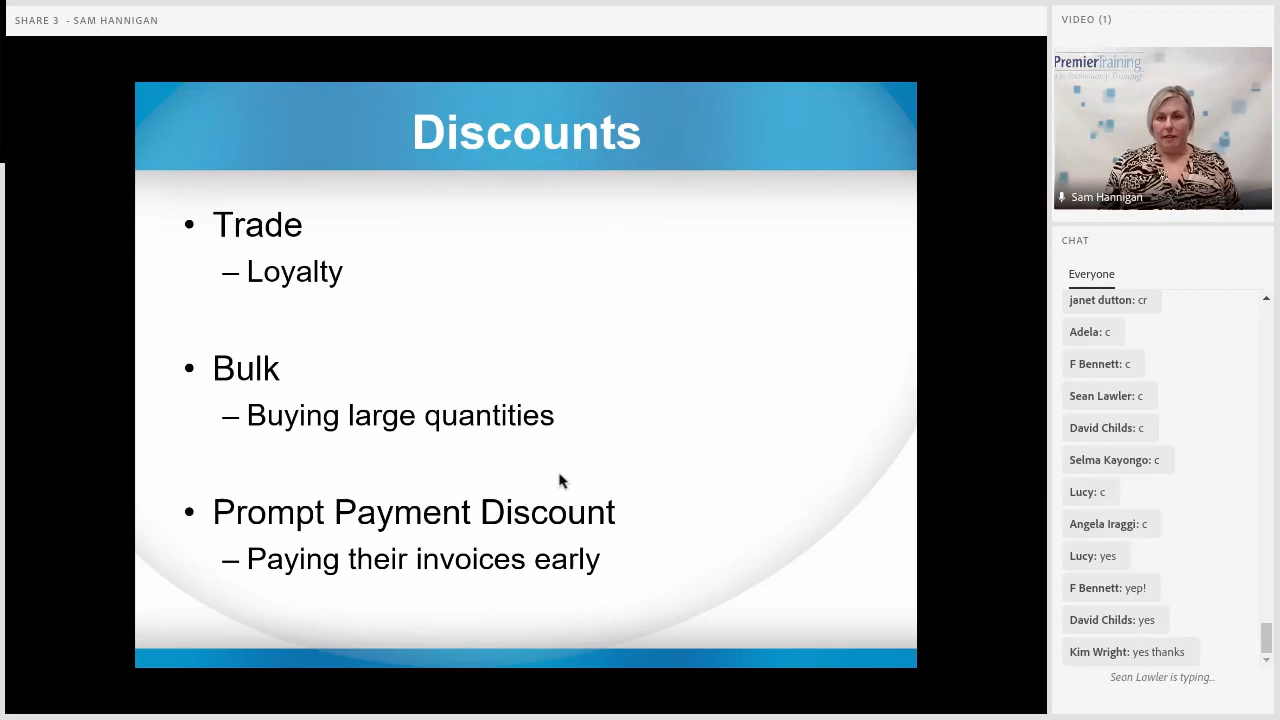 SHARE 3 - SAM HANNIGAN
Discounts
• Trade
– Loyalty
• Bulk
– Buying large quantities
• Prompt Payment Discount
– Paying their invoices early
VIDEO (1)
PremierTraining
Sam Hannigan
CHAT
Everyone
janet dutton: cr
Adela: c
F Bennett: c
Sean Lawler: c
David Childs: c
Selma Kayongo: c
Lucy: c
Angela Iraggi: c
Lucy: yes
F Bennett: yep!
David Childs: yes
Kim Wright: yes thanks
Sean Lawler is typing...